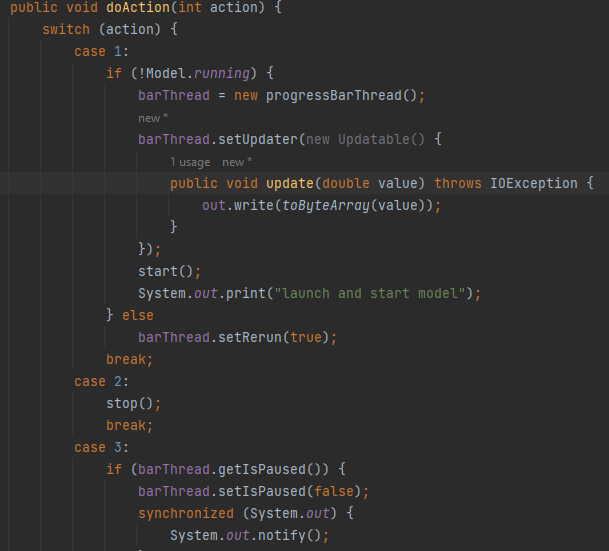 public void doAction(int action) {
switch (action) {
case 1:
if (!Model.running) {
barThread = new progressBarThread();
new *
barThread.setUpdater(new Updatable() {
1 usage new *
public void update(double value) throws IOException {
out.write(toByteArray(value));
}
});
start();
System.out.print("launch and start model");
} else
barThread.setRerun(true);
break;
case 2:
stop();
break;
case 3:
if (barThread.getIsPaused()) {
barThread.setIsPaused(false);
synchronized (System.out) {
System.out.notify();